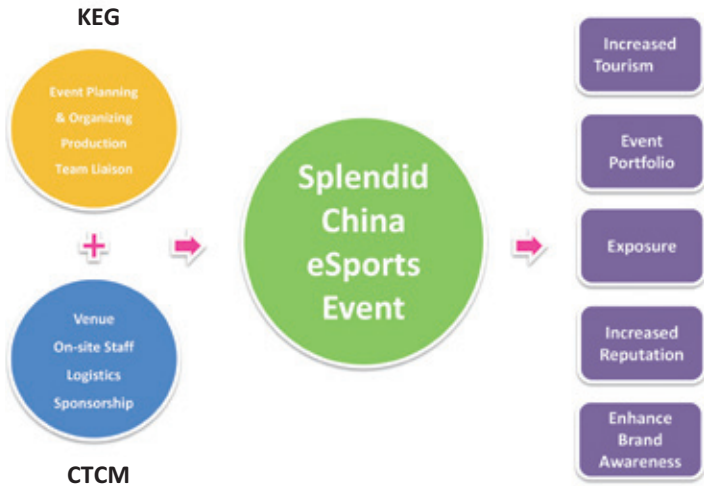 KEG
Event Planning
& Organizing
Production
Team Liaison
+
Venue
On-site Staff
Logistics
Sponsorship
CTCM
Splendid
China
eSports
Event
Increased
Tourism
Event
Portfolio
Exposure
Increased
Reputation
Enhance
Brand
Awareness